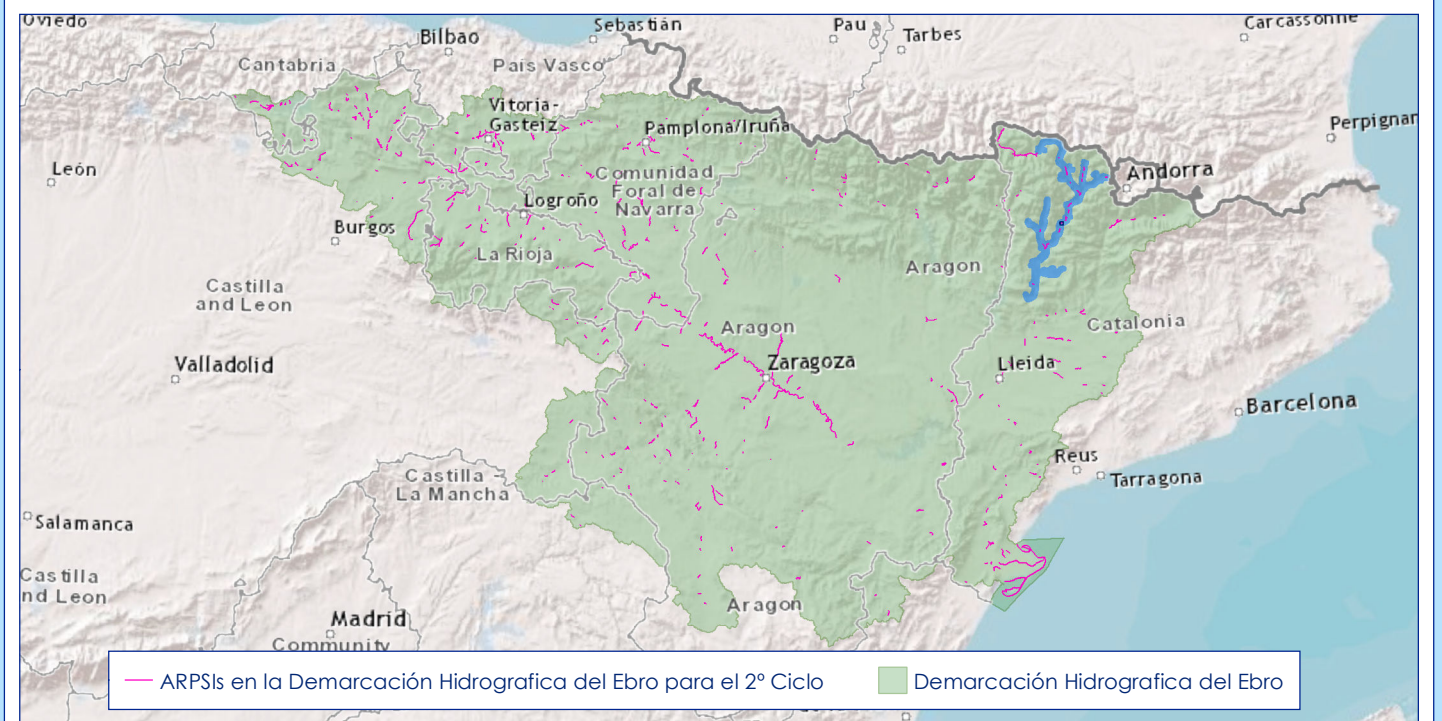 Oviedo
Bilbao
Sebastián
Pau
Tarbes
Carcassonne
Cantabria
Pais Vasco
Vitoria-
Gasteiz
Pamplona/Iruña
Perpignan
León
Comunidad
Foral de
Navarra
Andorra
Logroño
Burgos
La Rioja
Aragon
Castilla
and Leon
Aragon
Catalonia
Valladolid
Zaragoza
Lleida
Barcelona
Reus
Tarragona
Castilla
La Mancha
Salamanca
Castilla
nd Leon
Aragon
Madrid
Community
ARPSIs en la Demarcación Hidrografica del Ebro para el 2º Ciclo
Demarcación Hidrografica del Ebro